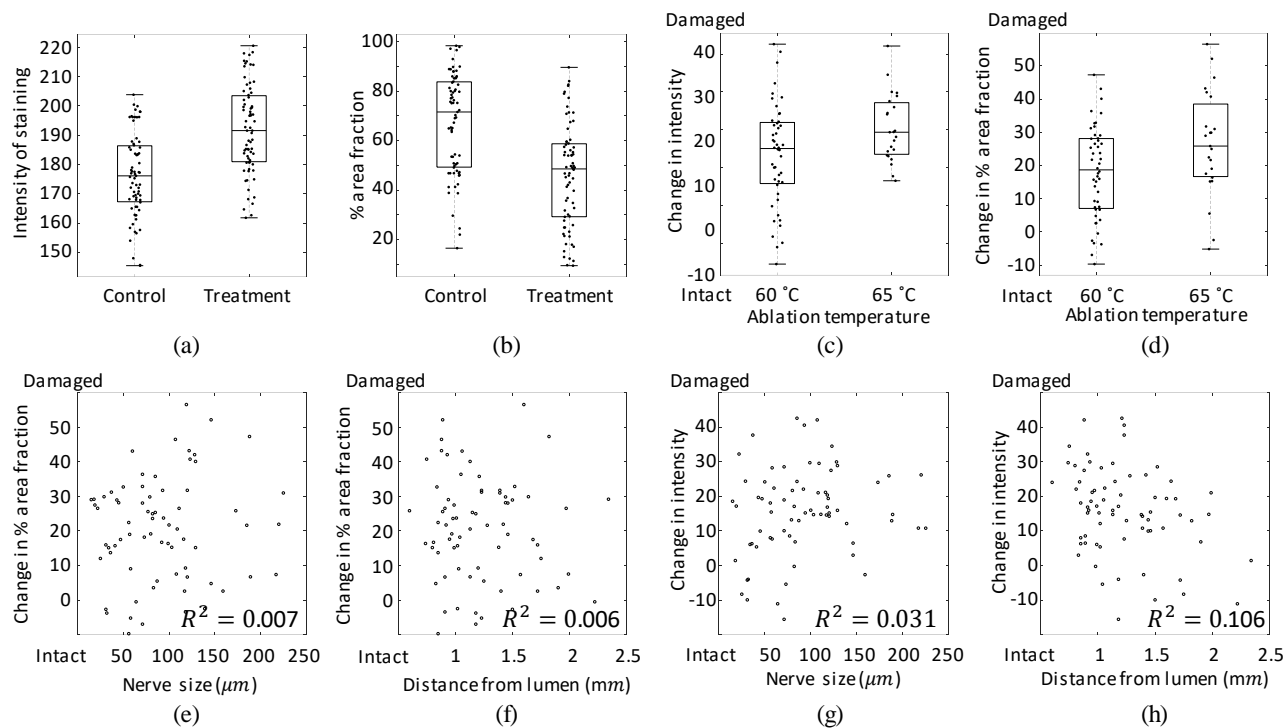 220
210
200
190
180
170
160
150
Intensity of staining
Control Treatment
(a)
100
80
60
40
20
% area fraction
Control Treatment
(b)
Damaged
40
30
20
10
0
-10
Change in intensity
Intact 60 ˚C 65 ˚C
Ablation temperature
(c)
Damaged
50
40
30
20
10
0
-10
Change in % area fraction
Intact 60 ˚C 65 ˚C
Ablation temperature
(d)
Damaged
50
40
30
20
10
0
Change in % area fraction
R² = 0.007
Intact 50 100 150 200 250
Nerve size (μm)
(e)
Damaged
50
40
30
20
10
0
Change in % area fraction
R² = 0.006
Intact 1 1.5 2 2.5
Distance from lumen (mm)
(f)
Damaged
40
30
20
10
0
-10
Change in intensity
R² = 0.031
Intact 50 100 150 200 250
Nerve size (μm)
(g)
Damaged
40
30
20
10
0
-10
Change in intensity
R² = 0.106
Intact 1 1.5 2 2.5
Distance from lumen (mm)
(h)